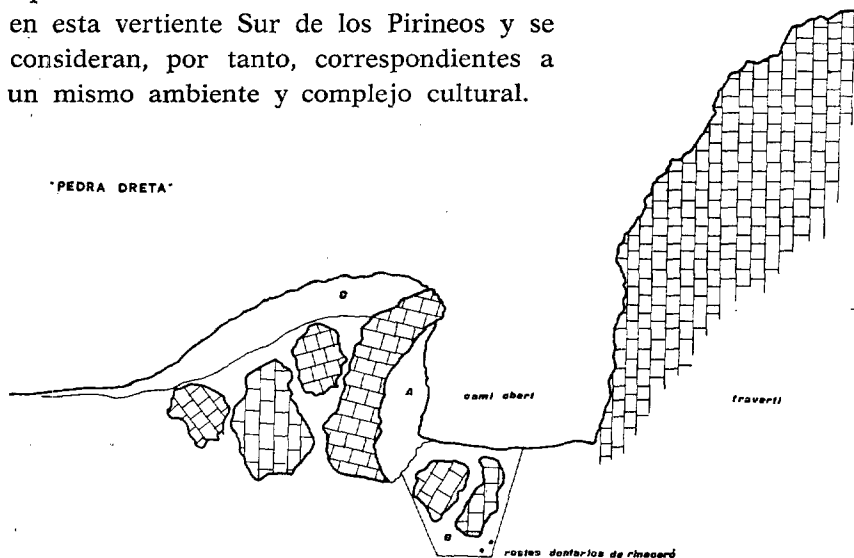 en esta vertiente Sur de los Pirineos y se
consideran, por tanto, correspondientes a
un mismo ambiente y complejo cultural.
"PEDRA DRETA"
C
A
camí obert
travertí
B
restes dentaries de rinoceró